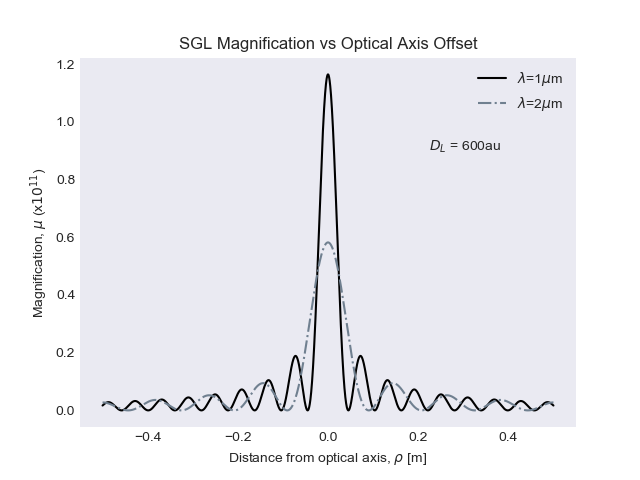 SGL Magnification vs Optical Axis Offset
λ=1μm
λ=2μm
D_L = 600au
Magnification, μ (x10^11)
1.2
1.0
0.8
0.6
0.4
0.2
0.0
−0.4 −0.2 0.0 0.2 0.4
Distance from optical axis, ρ [m]